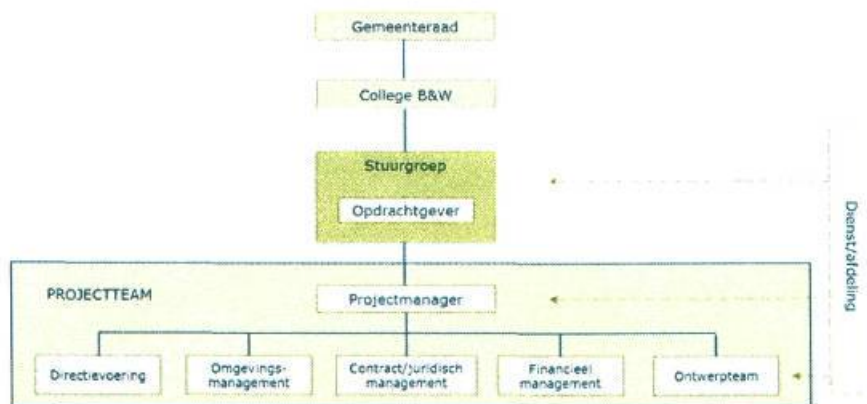 Gemeenteraad
College B&W
Stuurgroep
Opdrachtgever
Dienst/afdeling
PROJECTTEAM
Projectmanager
Directievoering
Omgevings-
management
Contract/juridisch
management
Financieel
management
Ontwerpteam